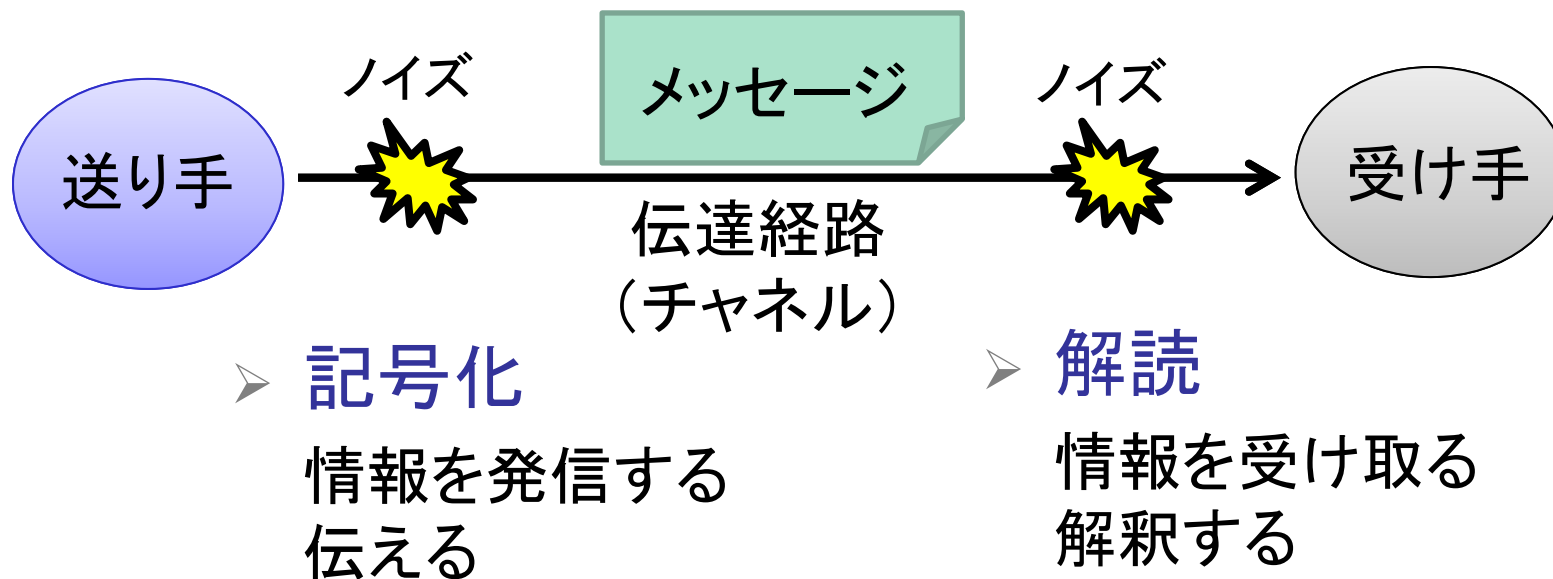 ノイズ
メッセージ
ノイズ
送り手
受け手
伝達経路
（チャネル）
記号化
情報を発信する
伝える
解読
情報を受け取る
解釈する